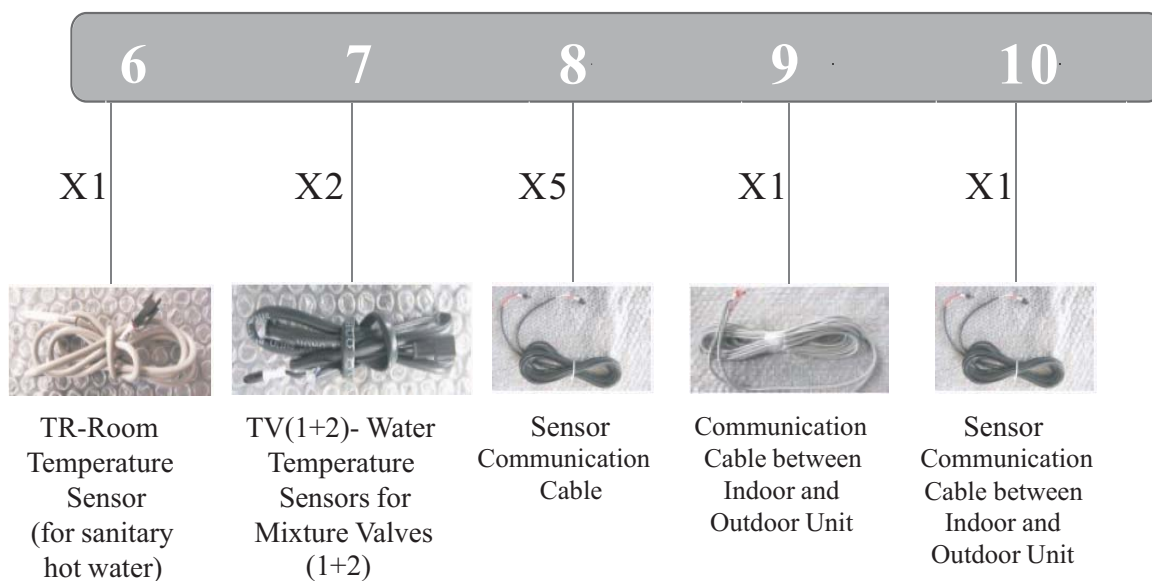 6 7 8 9 10
X1 X2 X5 X1 X1
TR-Room
Temperature
Sensor
(for sanitary
hot water)
TV(1+2)- Water
Temperature
Sensors for
Mixture Valves
(1+2)
Sensor
Communication
Cable
Communication
Cable between
Indoor and
Outdoor Unit
Sensor
Communication
Cable between
Indoor and
Outdoor Unit